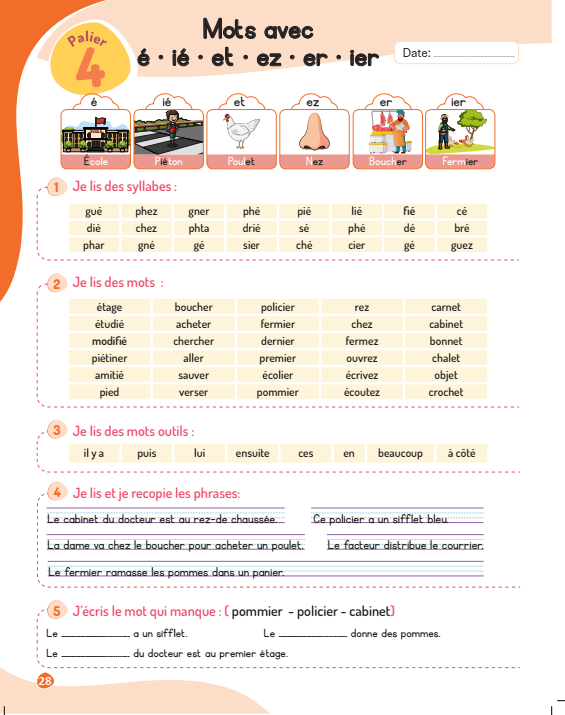 Palier
4
Mots avec
é · ié · et · ez · er · ier
Date:
é ié et ez er ier
École Piéton Poulet Nez Boucher Fermier
1 Je lis des syllabes :
gué phez gner phé pié lié fié cé
dié chez phta drié sé phé dé bré
phar gné gé sier ché cier gé guez
2 Je lis des mots :
étage boucher policier rez carnet
étudié acheter fermier chez cabinet
modifié chercher dernier fermez bonnet
piétiner aller premier ouvrez chalet
amitié sauver écolier écrivez objet
pied verser pommier écoutez crochet
3 Je lis des mots outils :
il y a puis lui ensuite ces en beaucoup à côté
4 Je lis et je recopie les phrases:
Le cabinet du docteur est au rez-de chaussée. Ce policier a un sifflet bleu.
La dame va chez le boucher pour acheter un poulet. Le facteur distribue le courrier.
Le fermier ramasse les pommes dans un panier.
5 J'écris le mot qui manque : ( pommier - policier - cabinet)
Le ____________ a un sifflet. Le ____________ donne des pommes.
Le ____________ du docteur est au premier étage.
28